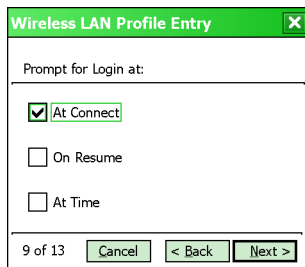 Wireless LAN Profile Entry
Prompt for Login at:
At Connect
On Resume
At Time
9 of 13 Cancel < Back Next >